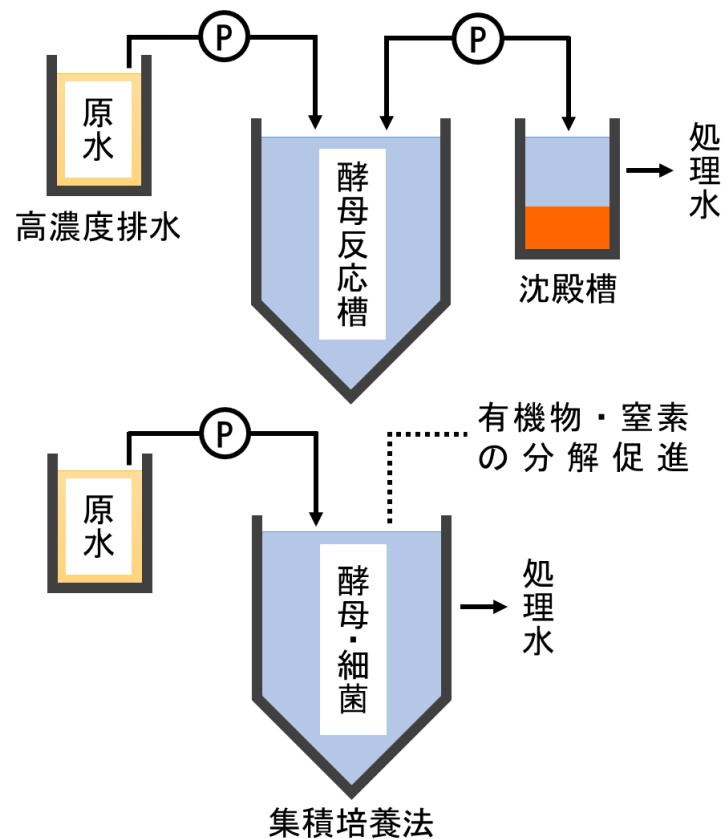 P
P
原水
高濃度排水
酵母反応槽
処理水
沈殿槽
有機物・窒素
の分解促進
P
原水
酵母・細菌
処理水
集積培養法